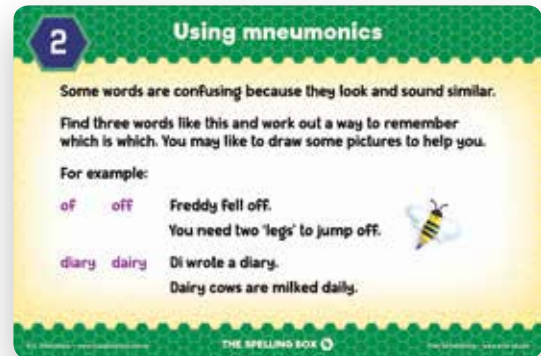 2
Using mneumonics
Some words are confusing because they look and sound similar.
Find three words like this and work out a way to remember
which is which. You may like to draw some pictures to help you.
For example:
of off Freddy fell off.
You need two 'legs' to jump off.
diary dairy Di wrote a diary.
Dairy cows are milked daily.
THE SPELLING BOX